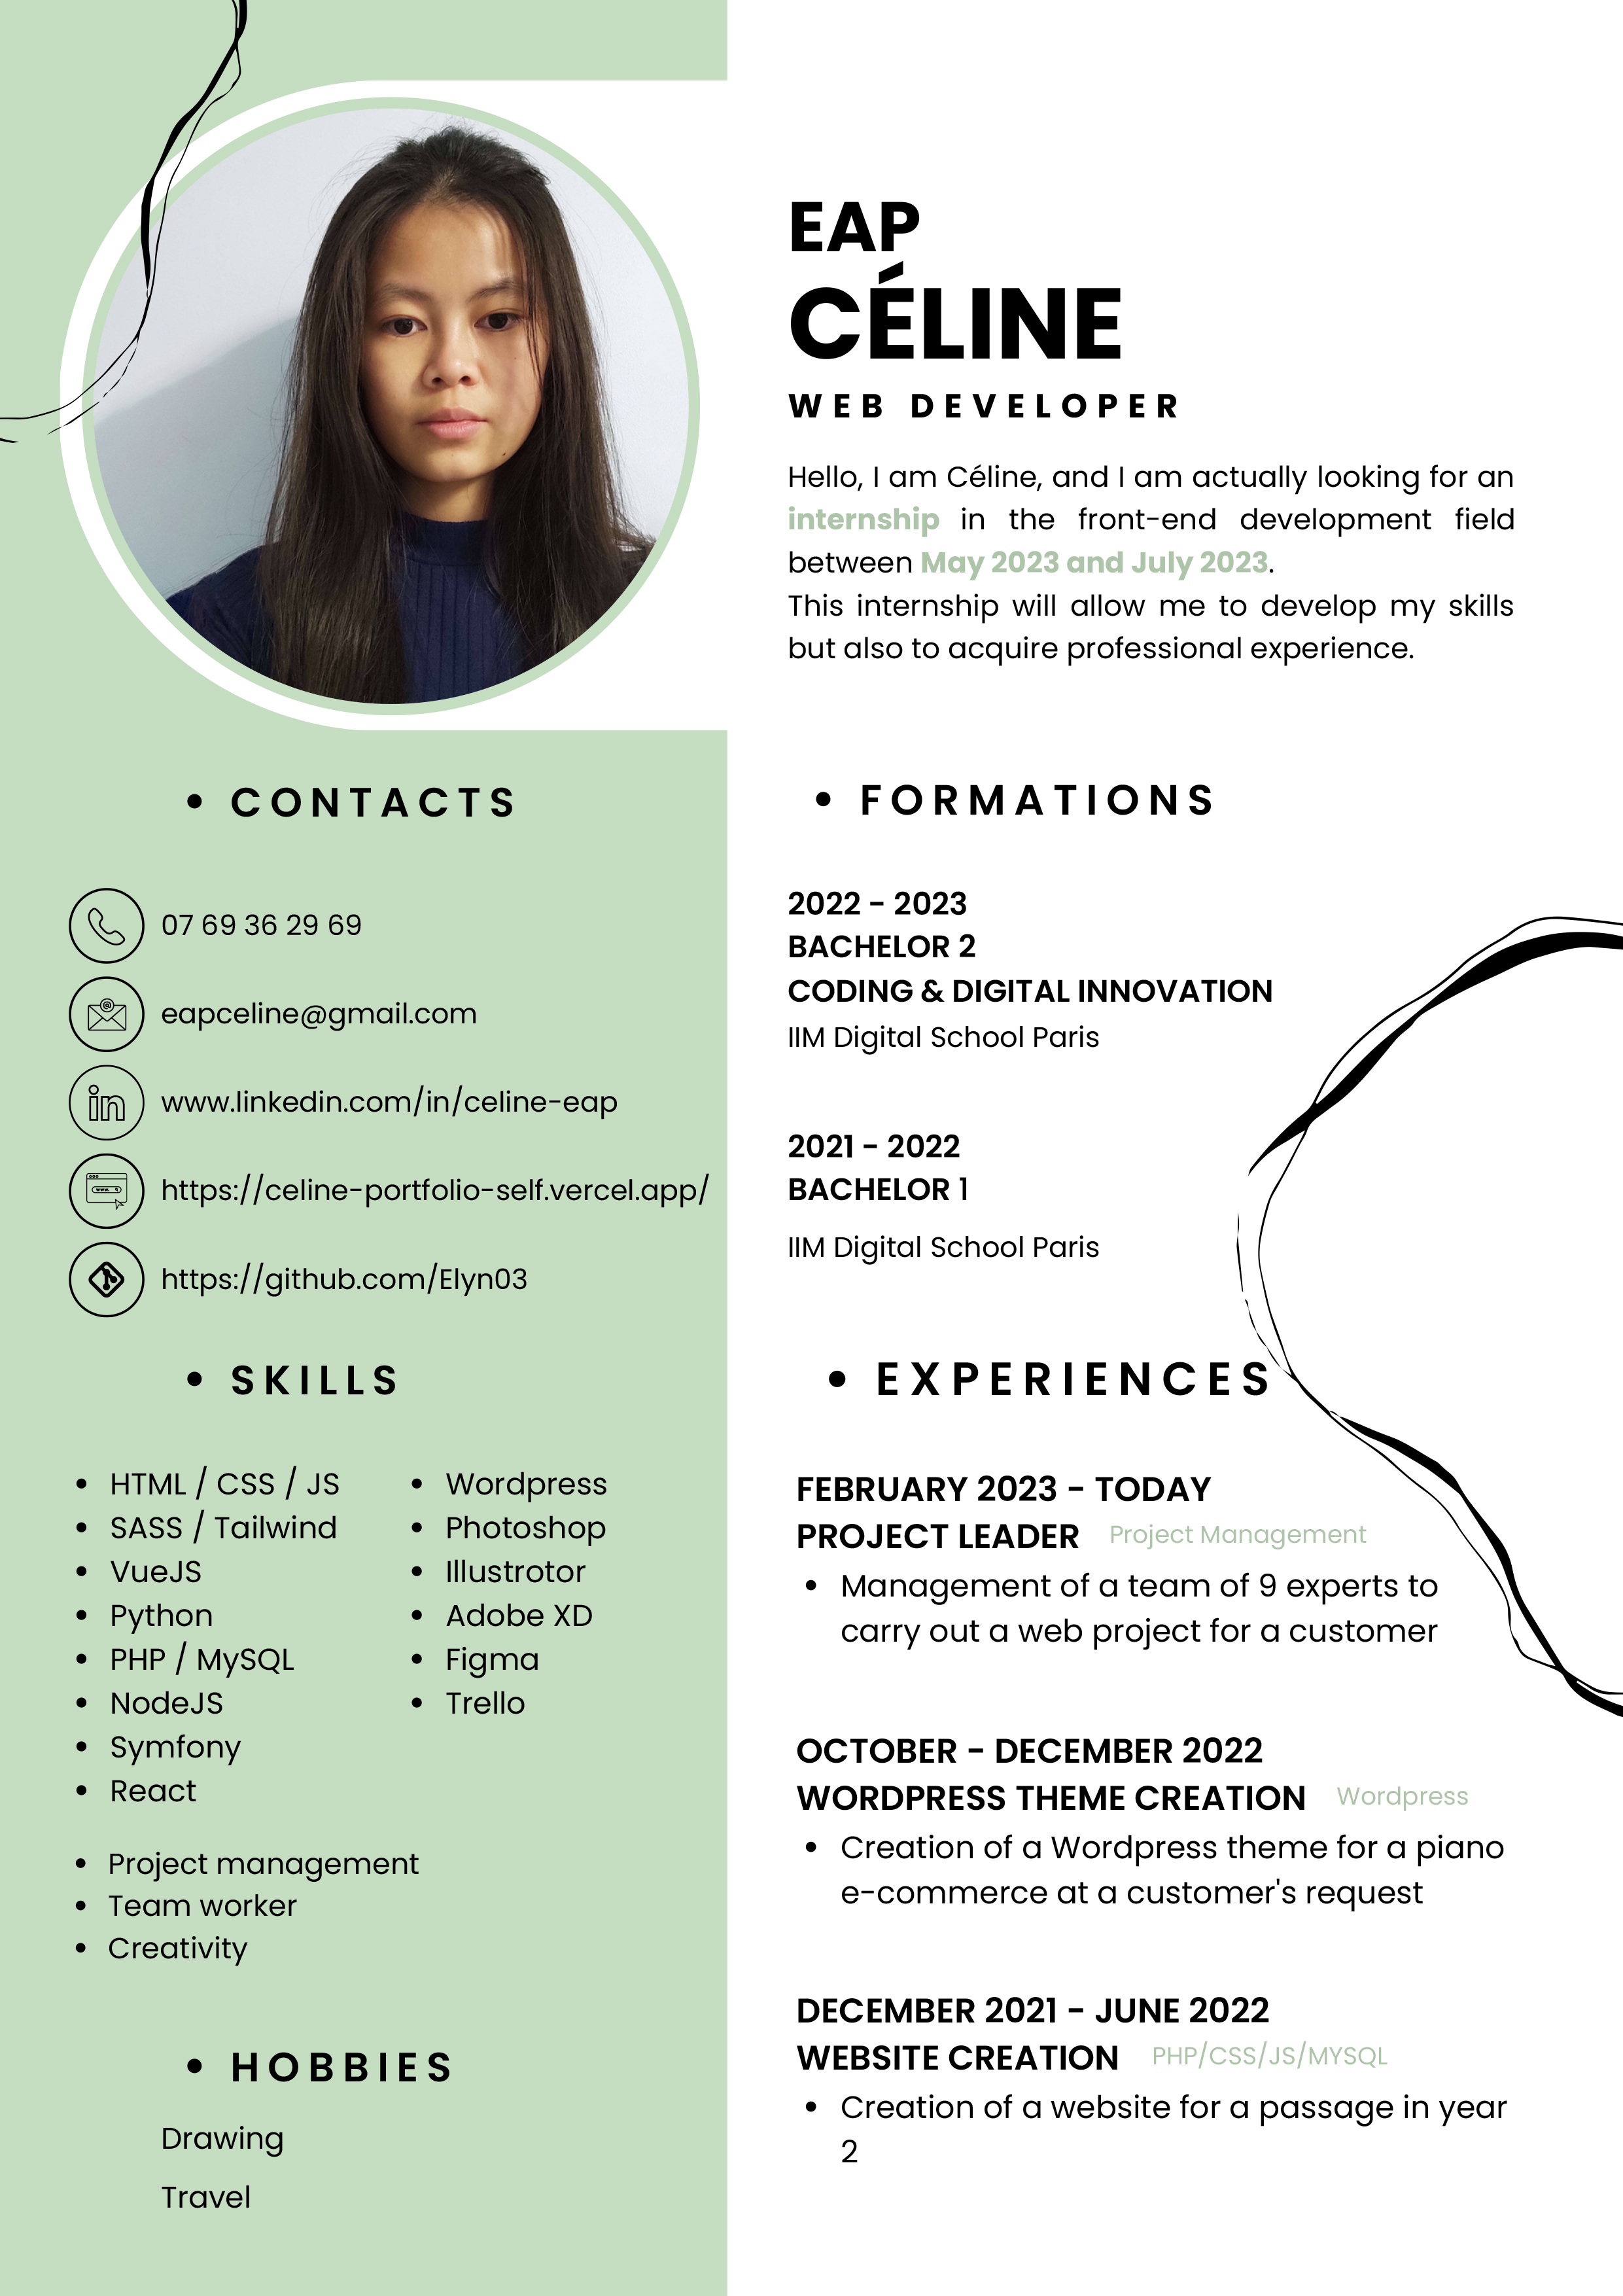 EAP
CÉLINE
WEB DEVELOPER
Hello, I am Céline, and I am actually looking for an
internship in the front-end development field
between May 2023 and July 2023.
This internship will allow me to develop my skills
but also to acquire professional experience.
• CONTACTS
07 69 36 29 69
eapceline@gmail.com
www.linkedin.com/in/celine-eap
https://celine-portfolio-self.vercel.app/
https://github.com/Elyn03
• SKILLS
• HTML / CSS / JS
• SASS / Tailwind
• VueJS
• Python
• PHP / MySQL
• NodeJS
• Symfony
• React
• Wordpress
• Photoshop
• Illustrotor
• Adobe XD
• Figma
• Trello
• Project management
• Team worker
• Creativity
• HOBBIES
Drawing
Travel
• FORMATIONS
2022 - 2023
BACHELOR 2
CODING & DIGITAL INNOVATION
IIM Digital School Paris
2021 - 2022
BACHELOR 1
IIM Digital School Paris
• EXPERIENCES
FEBRUARY 2023 - TODAY
PROJECT LEADER Project Management
• Management of a team of 9 experts to
carry out a web project for a customer
OCTOBER - DECEMBER 2022
WORDPRESS THEME CREATION Wordpress
• Creation of a Wordpress theme for a piano
e-commerce at a customer's request
DECEMBER 2021 - JUNE 2022
WEBSITE CREATION PHP/CSS/JS/MYSQL
• Creation of a website for a passage in year
2